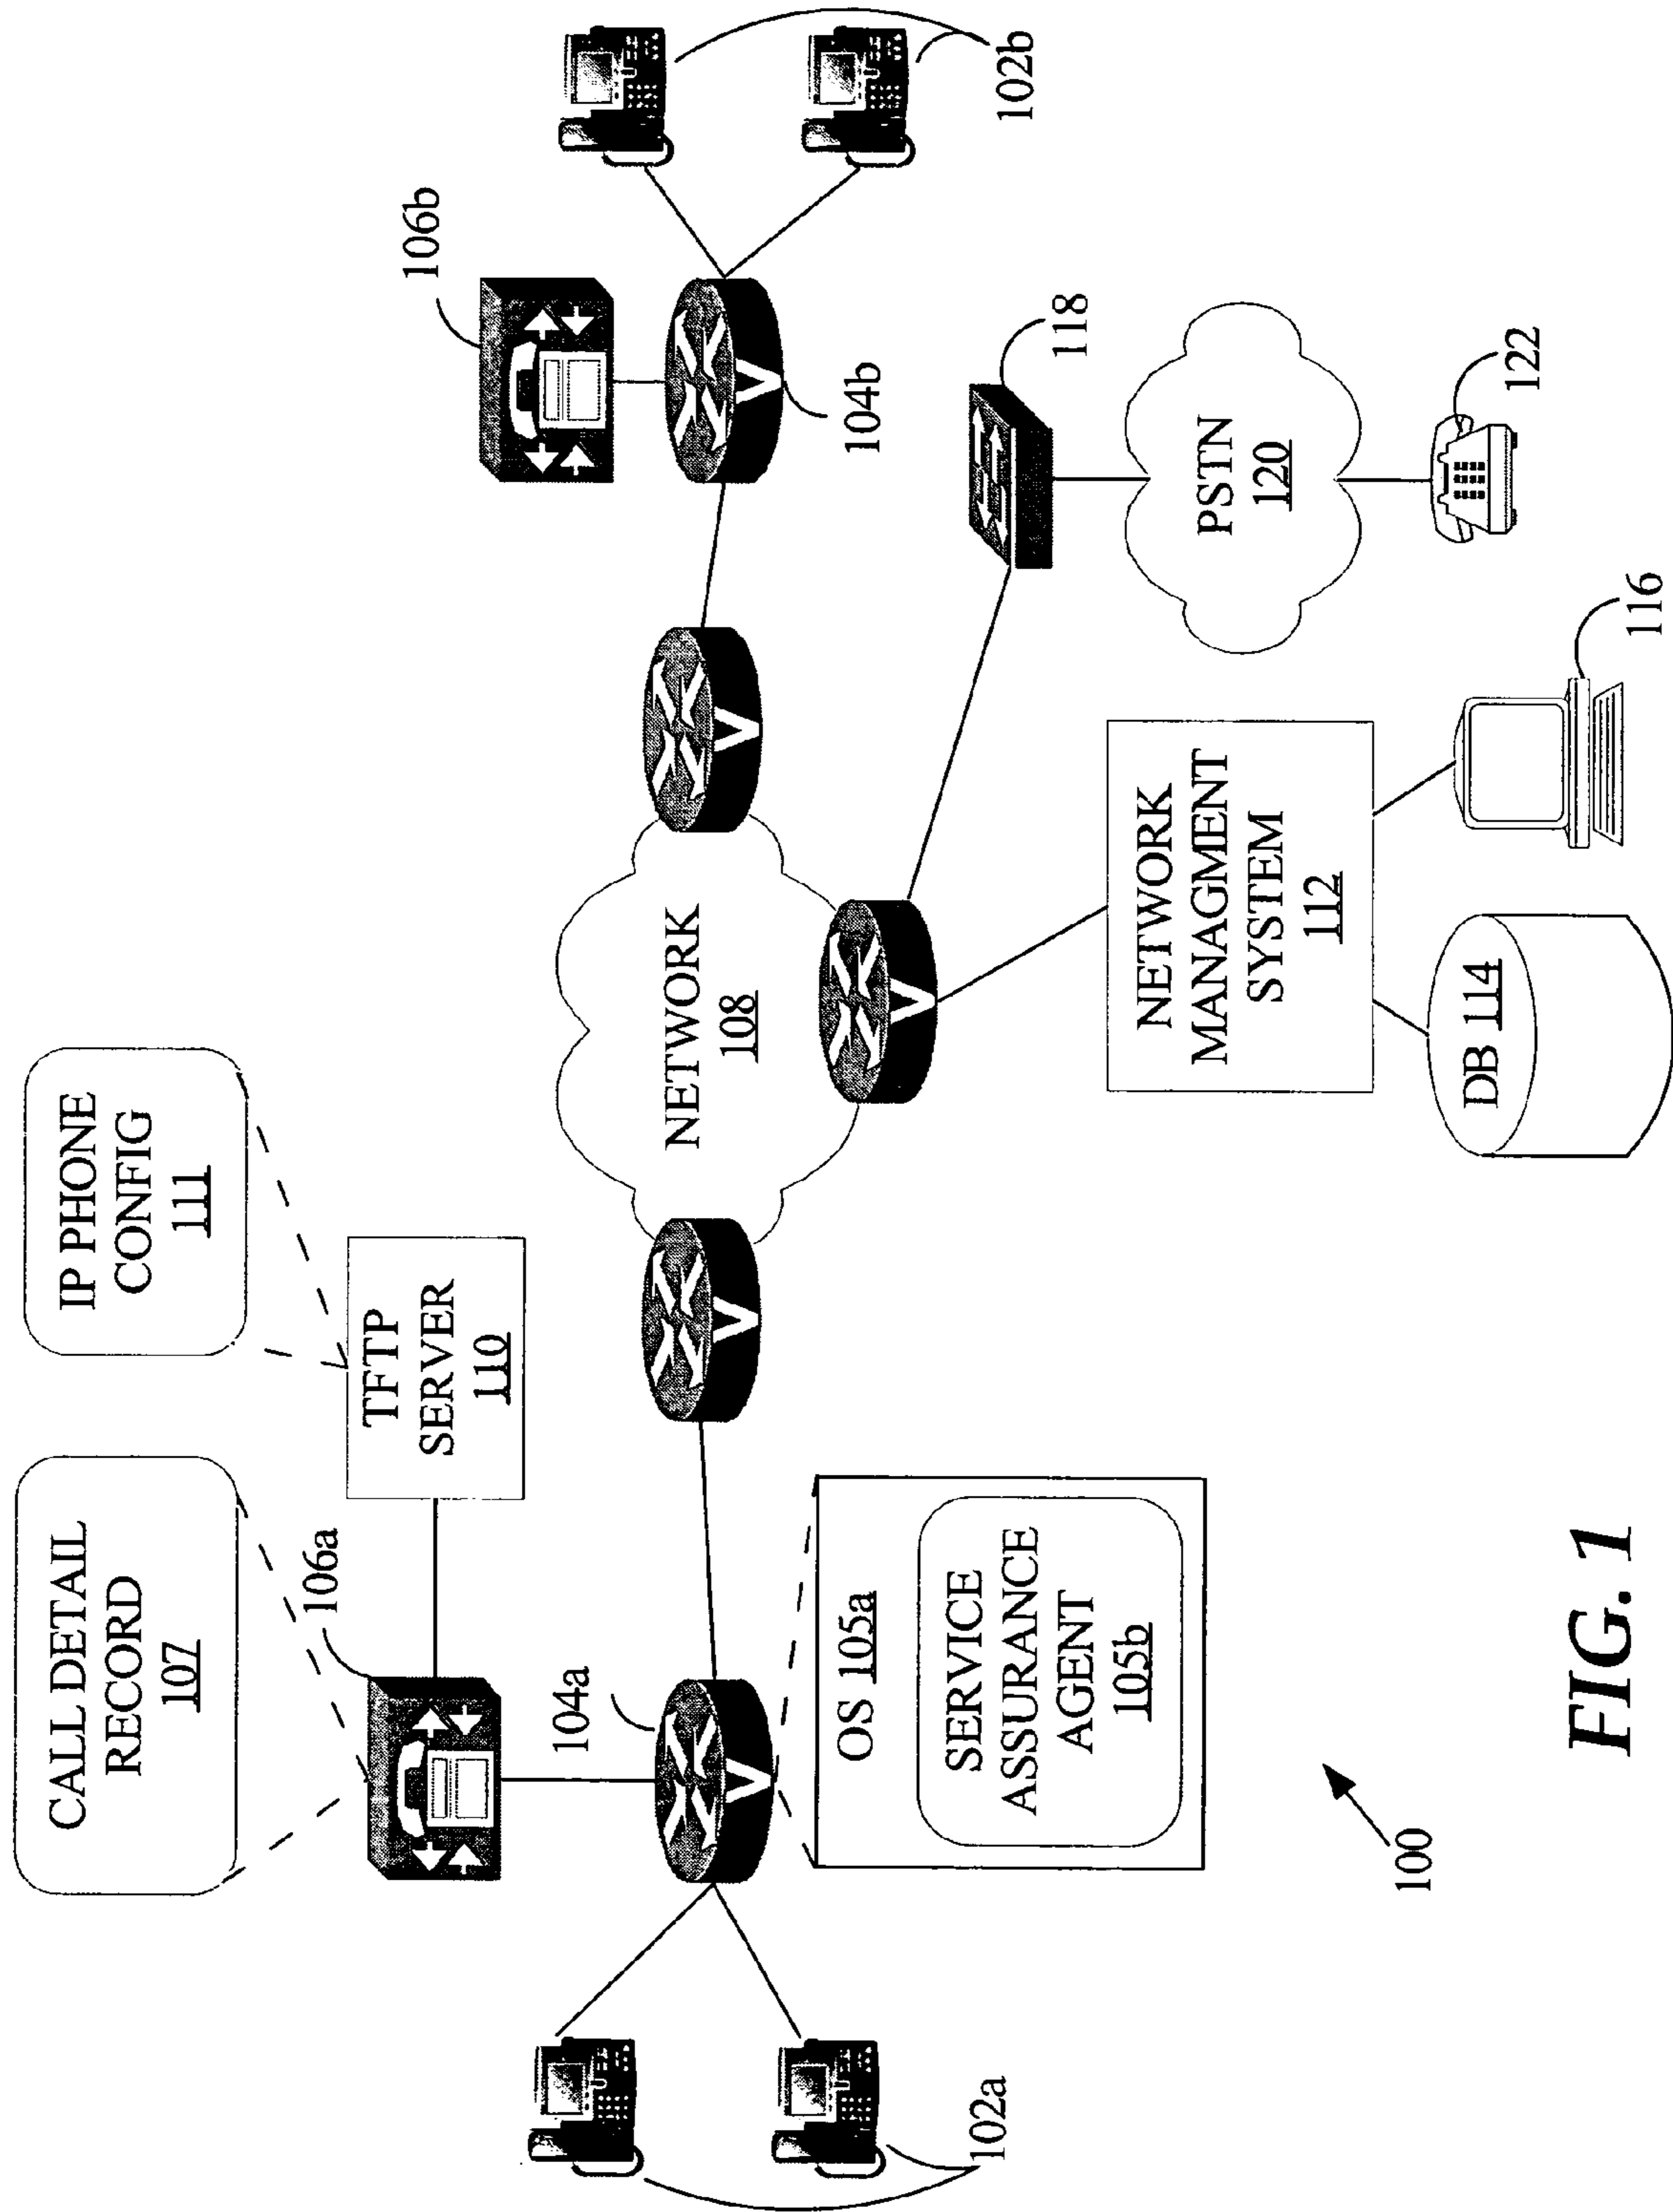 CALL DETAIL
RECORD
107
IP PHONE
CONFIG
111
106a
TFTP
SERVER
110
106b
104a
NETWORK
108
104b
102a
102b
OS 105a
SERVICE
ASSURANCE
AGENT
105b
118
NETWORK
MANAGMENT
SYSTEM
112
PSTN
120
DB 114
116
122
100
FIG. 1
V
V
V
V
V